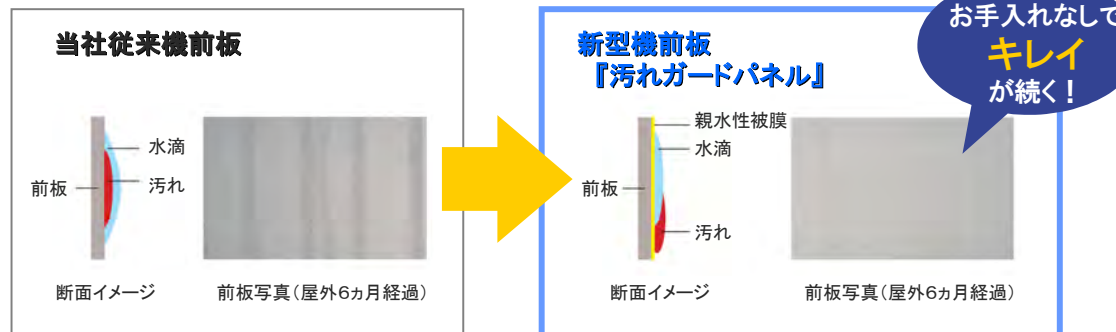 当社従来機前板
水滴
汚れ
前板
断面イメージ
前板写真(屋外6ヵ月経過)
新型機前板
『汚れガードパネル』
お手入れなしで
キレイ
が続く!
親水性被膜
水滴
前板
汚れ
断面イメージ
前板写真(屋外6ヵ月経過)